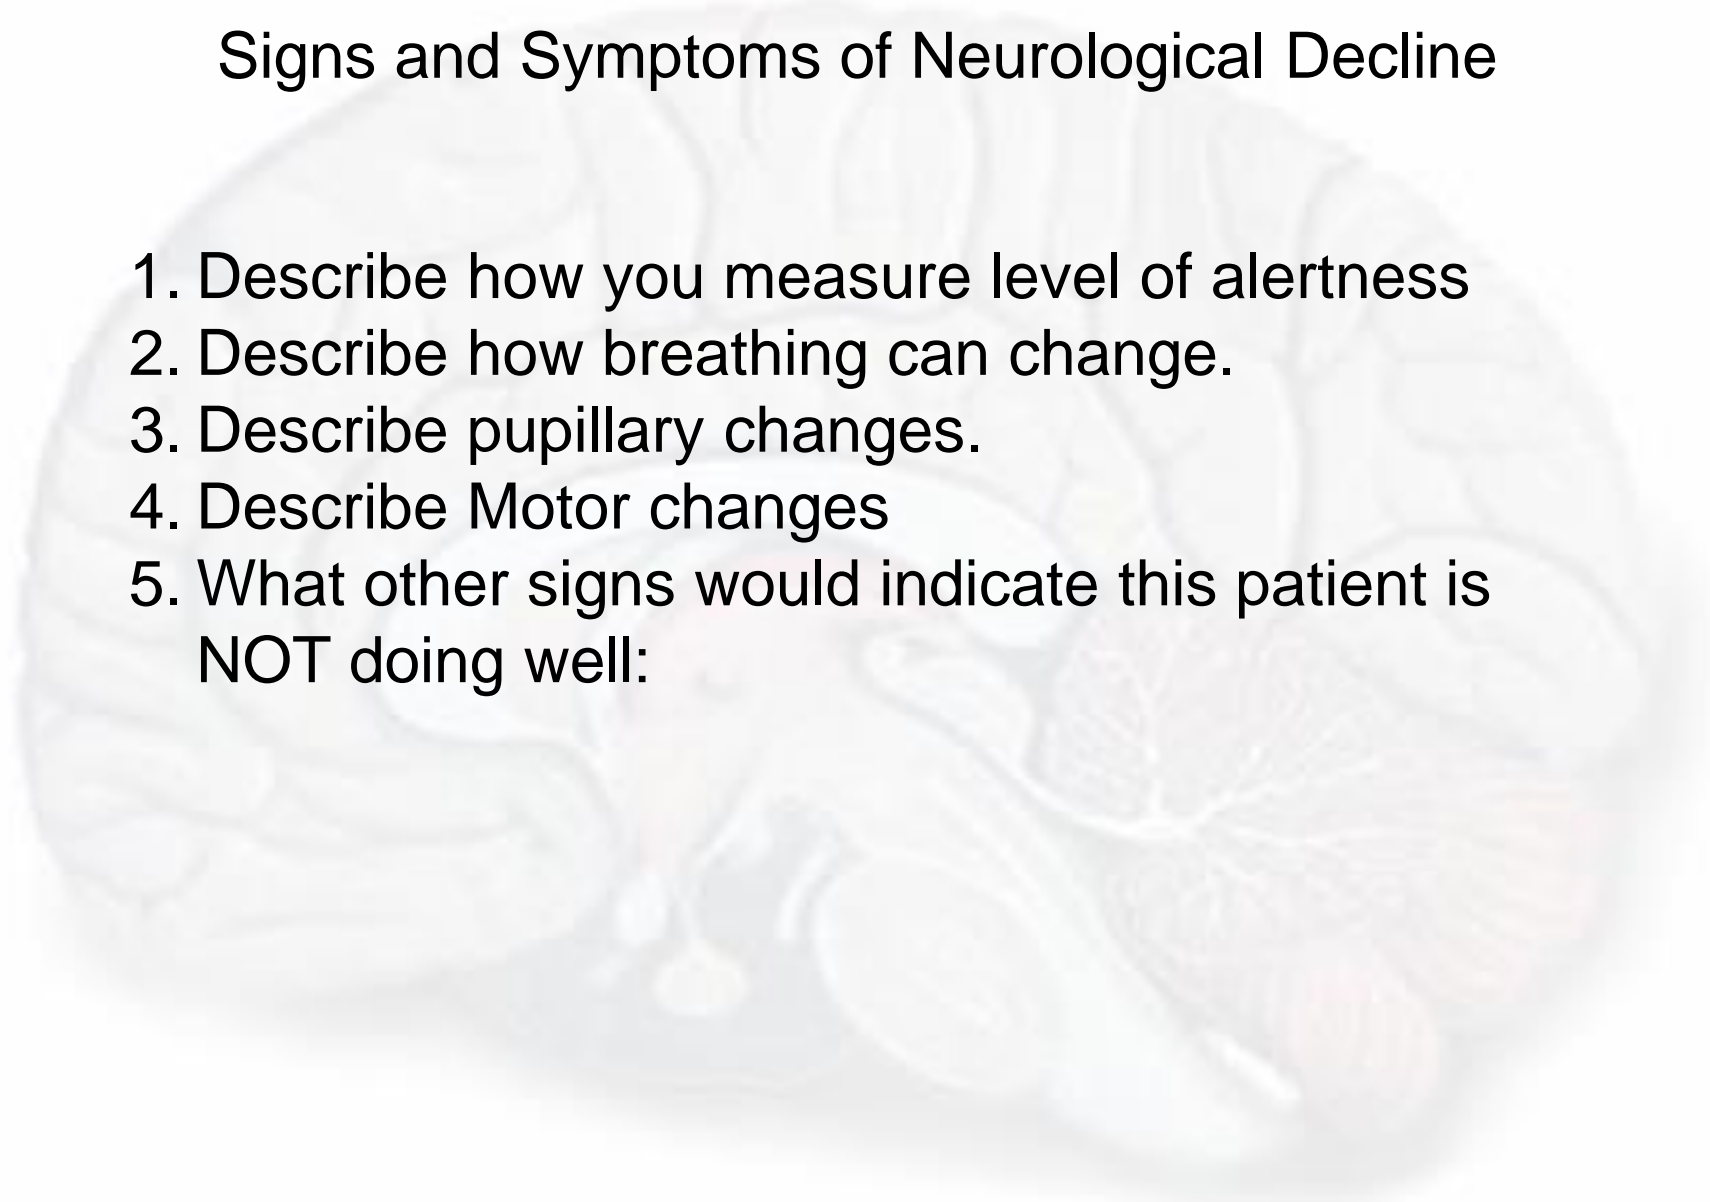 Signs and Symptoms of Neurological Decline
1. Describe how you measure level of alertness
2. Describe how breathing can change.
3. Describe pupillary changes.
4. Describe Motor changes
5. What other signs would indicate this patient is
NOT doing well: